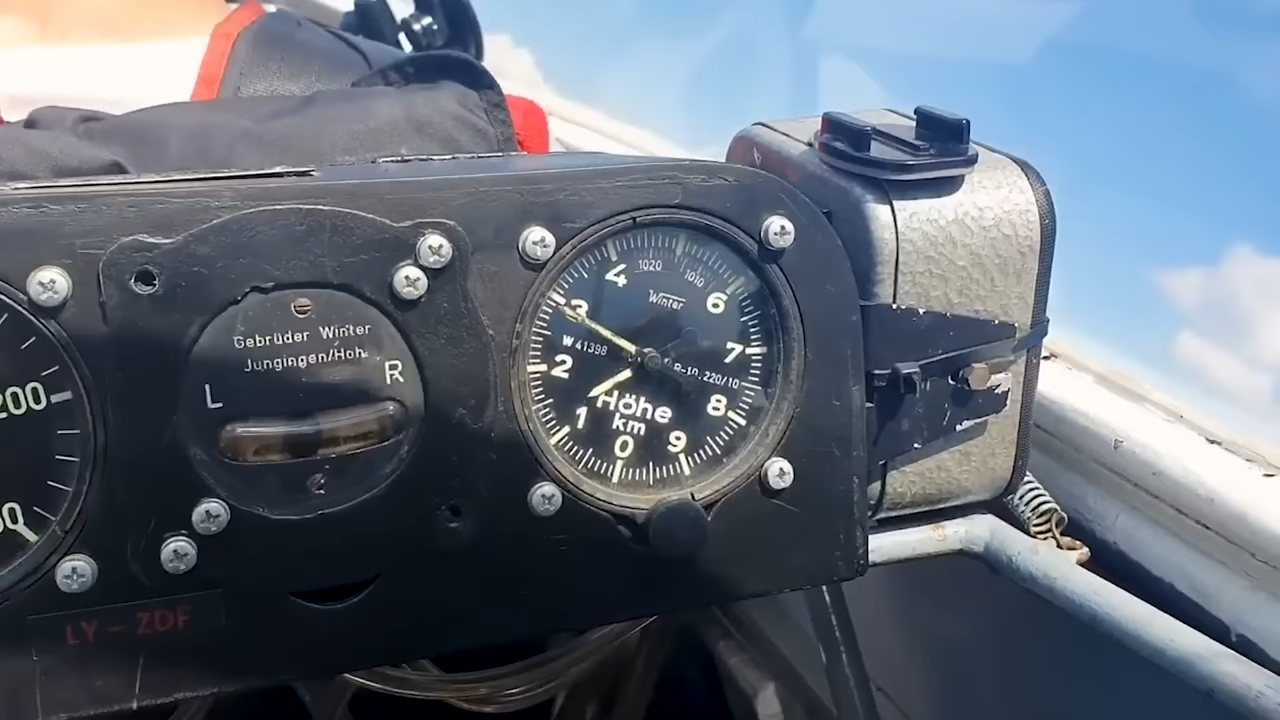 200
Gebrüder Winter
Jungingen/Hoh.
L
R
LY - ZDF
1020
1010
Winter
W 41398
Höhe
km
0
1
2
3
4
6
7
8
9